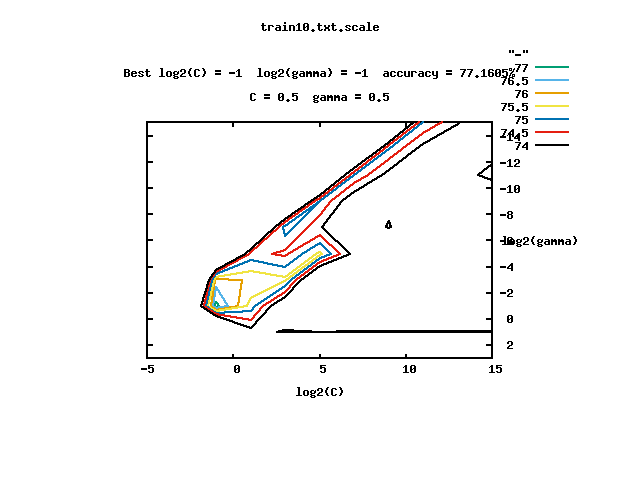 train10.txt.scale
"-"
Best log2(C) = -1  log2(gamma) = -1  accuracy = 77.1605%
77
76.5
76
C = 0.5  gamma = 0.5
75.5
75
74.5
74
-14
-12
-10
-8
-6
log2(gamma)
-4
-2
0
2
-5 0 5 10 15
log2(C)